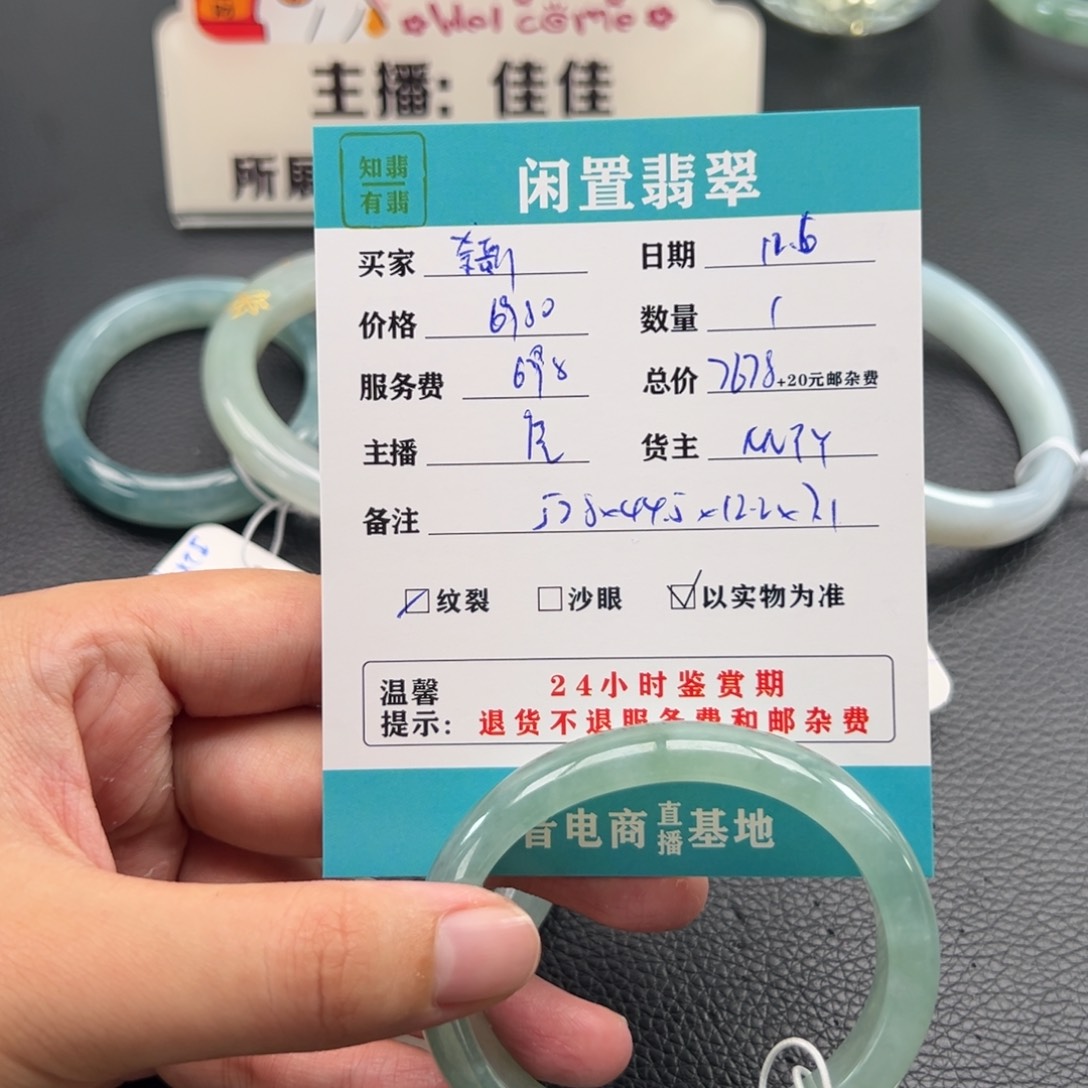 Welcome
主播: 佳佳
所属
知翡
有翡
闲置翡翠
买家 日期 12.6
价格 6980 数量 1
服务费 698 总价 7678 +20元邮杂费
主播 货主
备注
纹裂 沙眼 以实物为准
温馨 24小时鉴赏期
提示: 退货不退服务费和邮杂费
电商直播基地